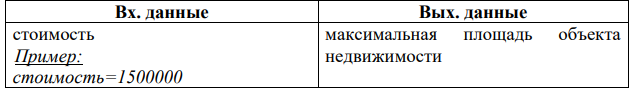 Вх. данные
Вых. данные
стоимость
Пример:
стоимость=1500000
максимальная площадь объекта
недвижимости